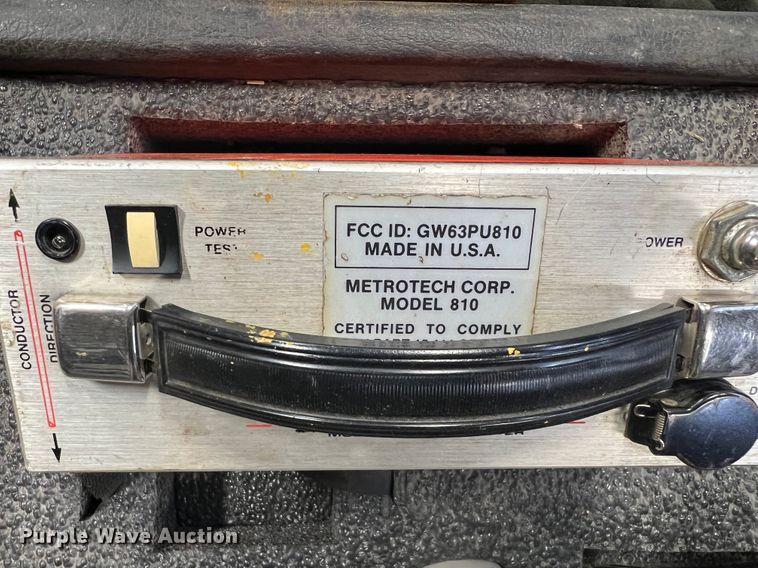 FCC ID: GW63PU810
MADE IN U.S.A.
POWER
TEST
METROTECH CORP.
MODEL 810
CERTIFIED TO COMPLY
CONDUCTOR
DIRECTION
Purple Wave Auction